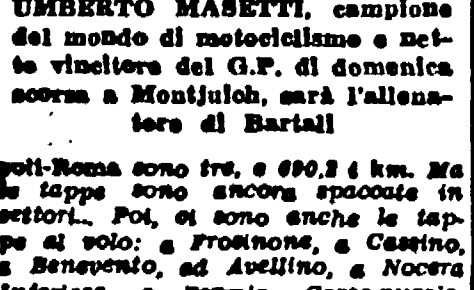 UMBERTO MASETTI, campione
del mondo di motociclismo e net-
to vincitore del G.P. di domenica
scorsa a Montjuich, sarà l'allena-
tore di Bartali
poli-Roma sono tre, e 690,2 i km. Ma
le tappe sono ancora spaccate in
settori... Poi, ci sono anche le tap-
pe al volo: a Frosinone, a Cassino,
a Benevento, ad Avellino, a Nocera
Inferiore, a